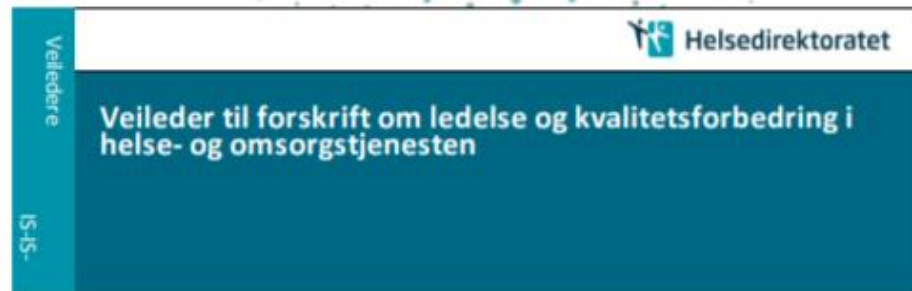 Helsedirektoratet
Veiledere
Veileder til forskrift om ledelse og kvalitetsforbedring i
helse- og omsorgstjenesten
IS-IS-